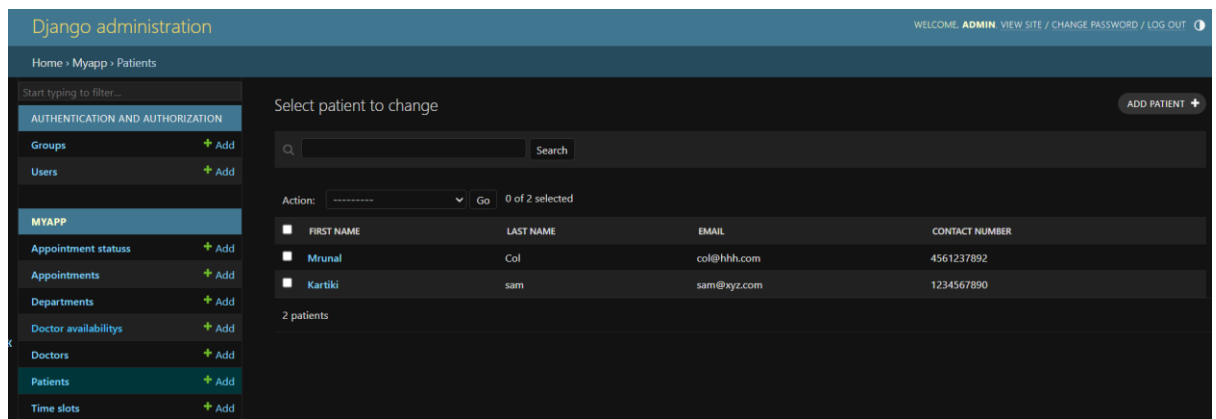 Django administration
WELCOME, ADMIN. VIEW SITE / CHANGE PASSWORD / LOG OUT
Home › Myapp › Patients
Start typing to filter...
AUTHENTICATION AND AUTHORIZATION
Groups + Add
Users + Add
MYAPP
Appointment statuss + Add
Appointments + Add
Departments + Add
Doctor availabilitys + Add
Doctors + Add
Patients + Add
Time slots + Add
Select patient to change
ADD PATIENT +
Search
Action: --------- Go 0 of 2 selected
FIRST NAME LAST NAME EMAIL CONTACT NUMBER
Mrunal Col col@hhh.com 4561237892
Kartiki sam sam@xyz.com 1234567890
2 patients